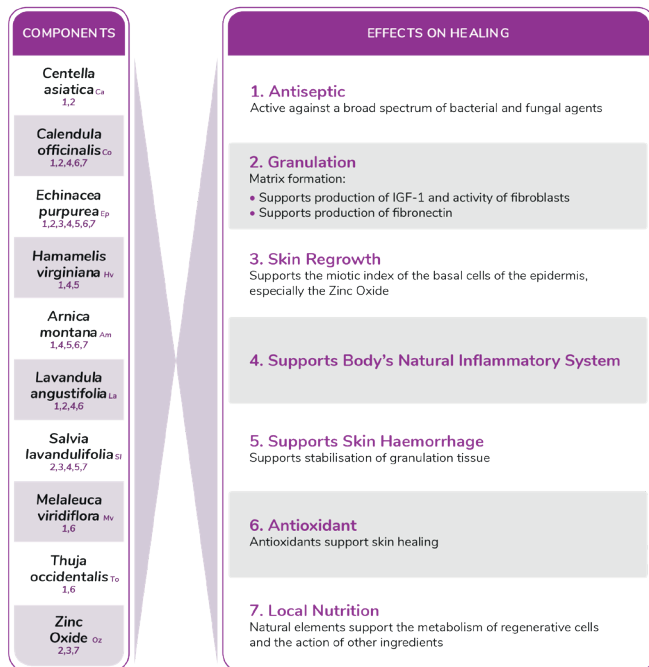 COMPONENTS
Centella
asiatica Ca
1,2
Calendula
officinalis Co
1,2,4,6,7
Echinacea
purpurea Ep
1,2,3,4,5,6,7
Hamamelis
virginiana Hv
1,4,5
Arnica
montana Am
1,4,5,6,7
Lavandula
angustifolia La
1,2,4,6
Salvia
lavandulifolia Sl
2,3,4,5,7
Melaleuca
viridiflora Mv
1,6
Thuja
occidentalis To
1,6
Zinc
Oxide Oz
2,3,7
EFFECTS ON HEALING
1. Antiseptic
Active against a broad spectrum of bacterial and fungal agents
2. Granulation
Matrix formation:
• Supports production of IGF-1 and activity of fibroblasts
• Supports production of fibronectin
3. Skin Regrowth
Supports the miotic index of the basal cells of the epidermis,
especially the Zinc Oxide
4. Supports Body's Natural Inflammatory System
5. Supports Skin Haemorrhage
Supports stabilisation of granulation tissue
6. Antioxidant
Antioxidants support skin healing
7. Local Nutrition
Natural elements support the metabolism of regenerative cells
and the action of other ingredients